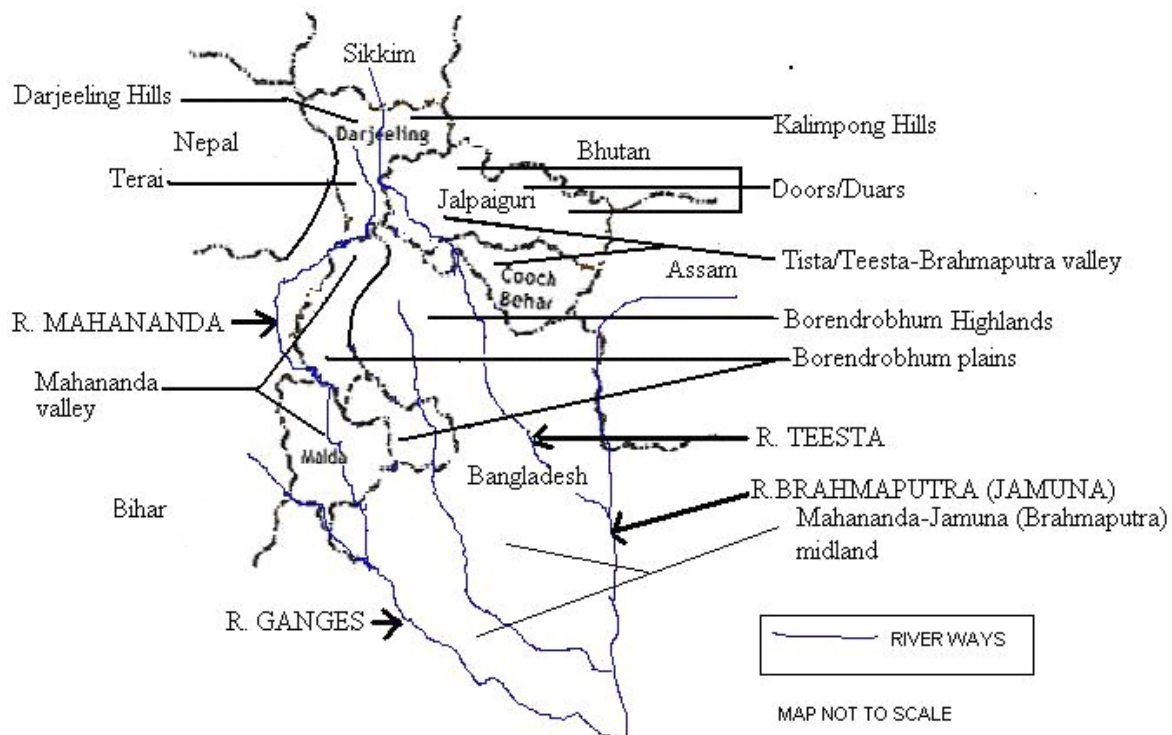 Sikkim
Darjeeling Hills
Darjeeling
Kalimpong Hills
Nepal
Bhutan
Terai
Doors/Duars
Jalpaiguri
Tista/Teesta-Brahmaputra valley
Assam
Cooch
Behar
R. MAHANANDA
Borendrobhum Highlands
Borendrobhum plains
Mahananda
valley
R. TEESTA
Malda
Bangladesh
Bihar
R.BRAHMAPUTRA (JAMUNA)
Mahananda-Jamuna (Brahmaputra)
midland
R. GANGES
RIVER WAYS
MAP NOT TO SCALE